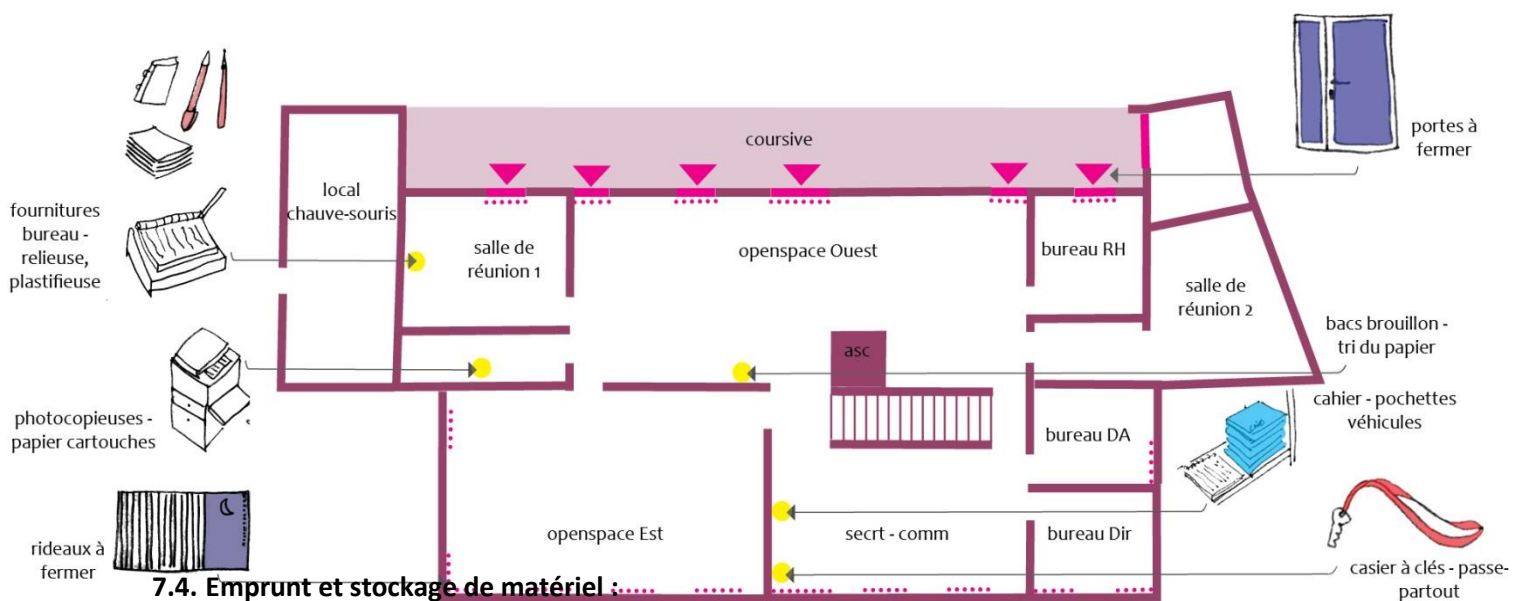 coursive
portes à
fermer
local
chauve-souris
fournitures
bureau -
relieuse,
plastifieuse
salle de
réunion 1
openspace Ouest
bureau RH
salle de
réunion 2
bacs brouillon -
tri du papier
asc
photocopieuses -
papier cartouches
cahier - pochettes
véhicules
bureau DA
rideaux à
fermer
openspace Est
secrt - comm
bureau Dir
casier à clés - passe-
partout
7.4. Emprunt et stockage de matériel :